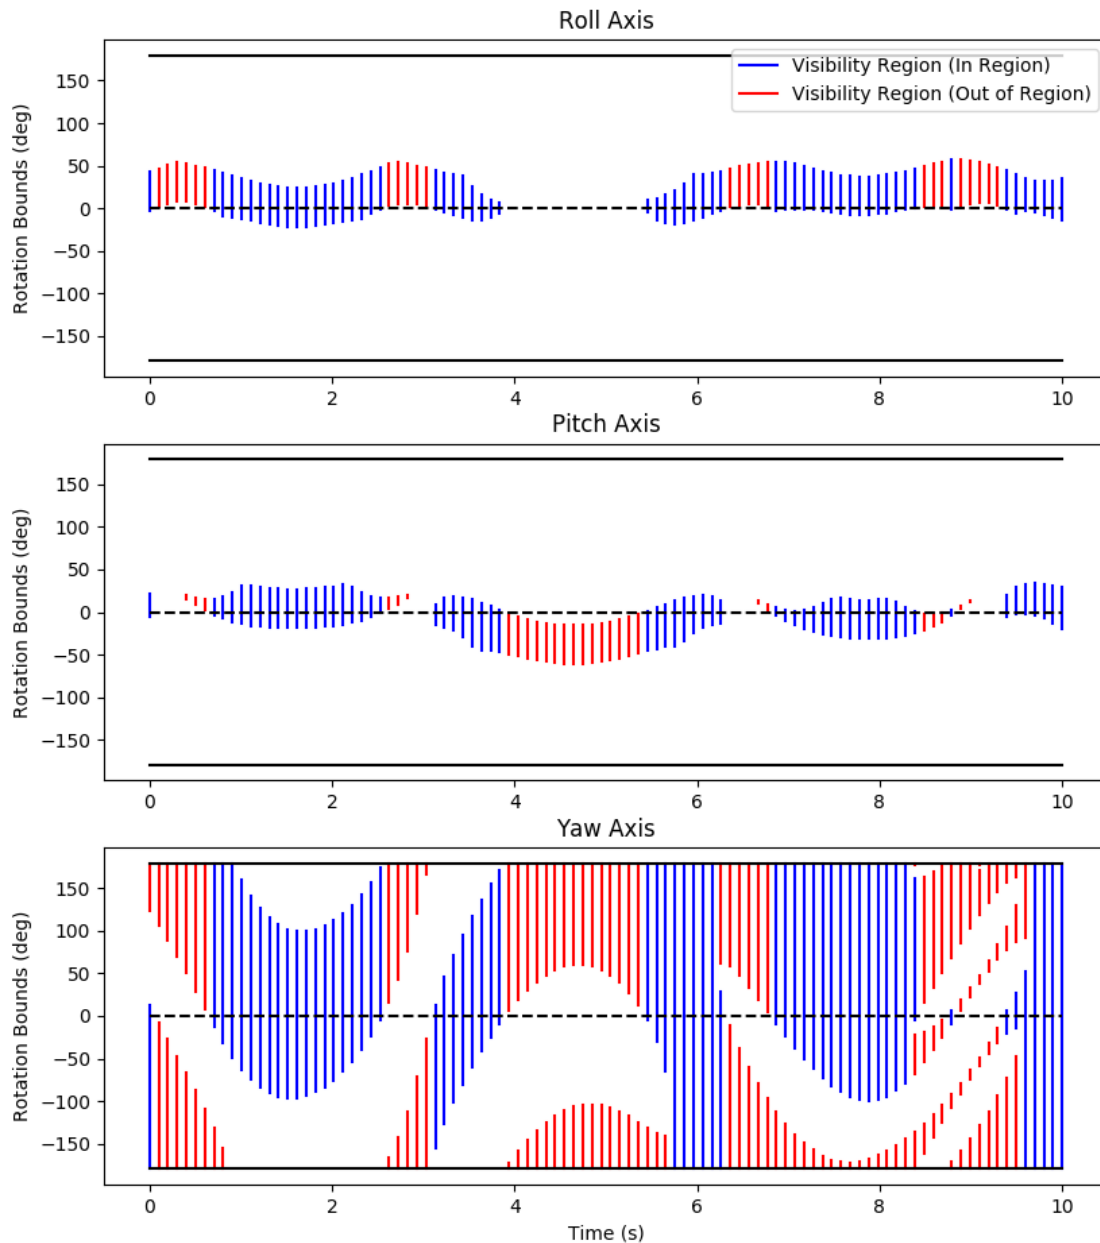 Roll Axis
Visibility Region (In Region)
Visibility Region (Out of Region)
Rotation Bounds (deg)
150
100
50
0
−50
−100
−150
0 2 4 6 8 10
Pitch Axis
Rotation Bounds (deg)
150
100
50
0
−50
−100
−150
0 2 4 6 8 10
Yaw Axis
Rotation Bounds (deg)
150
100
50
0
−50
−100
−150
0 2 4 6 8 10
Time (s)